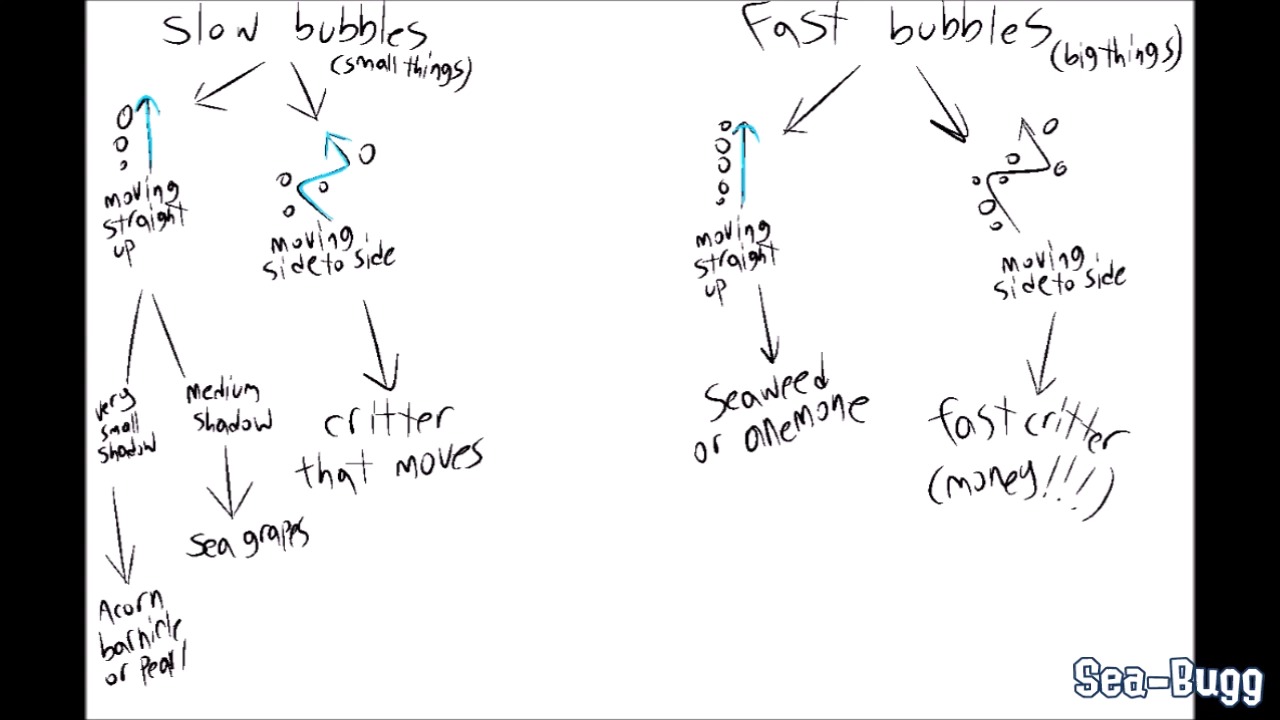 Slow bubbles
(small things)
moving
straight
up
moving
side to side
very
small
shadow
medium
shadow
critter
that moves
Sea grapes
Acorn
barnicle
or Pearl
Fast bubbles
(big things)
moving
straight
up
moving
side to side
Seaweed
or anemone
fast critter
(money!!!)
Sea-Bugg